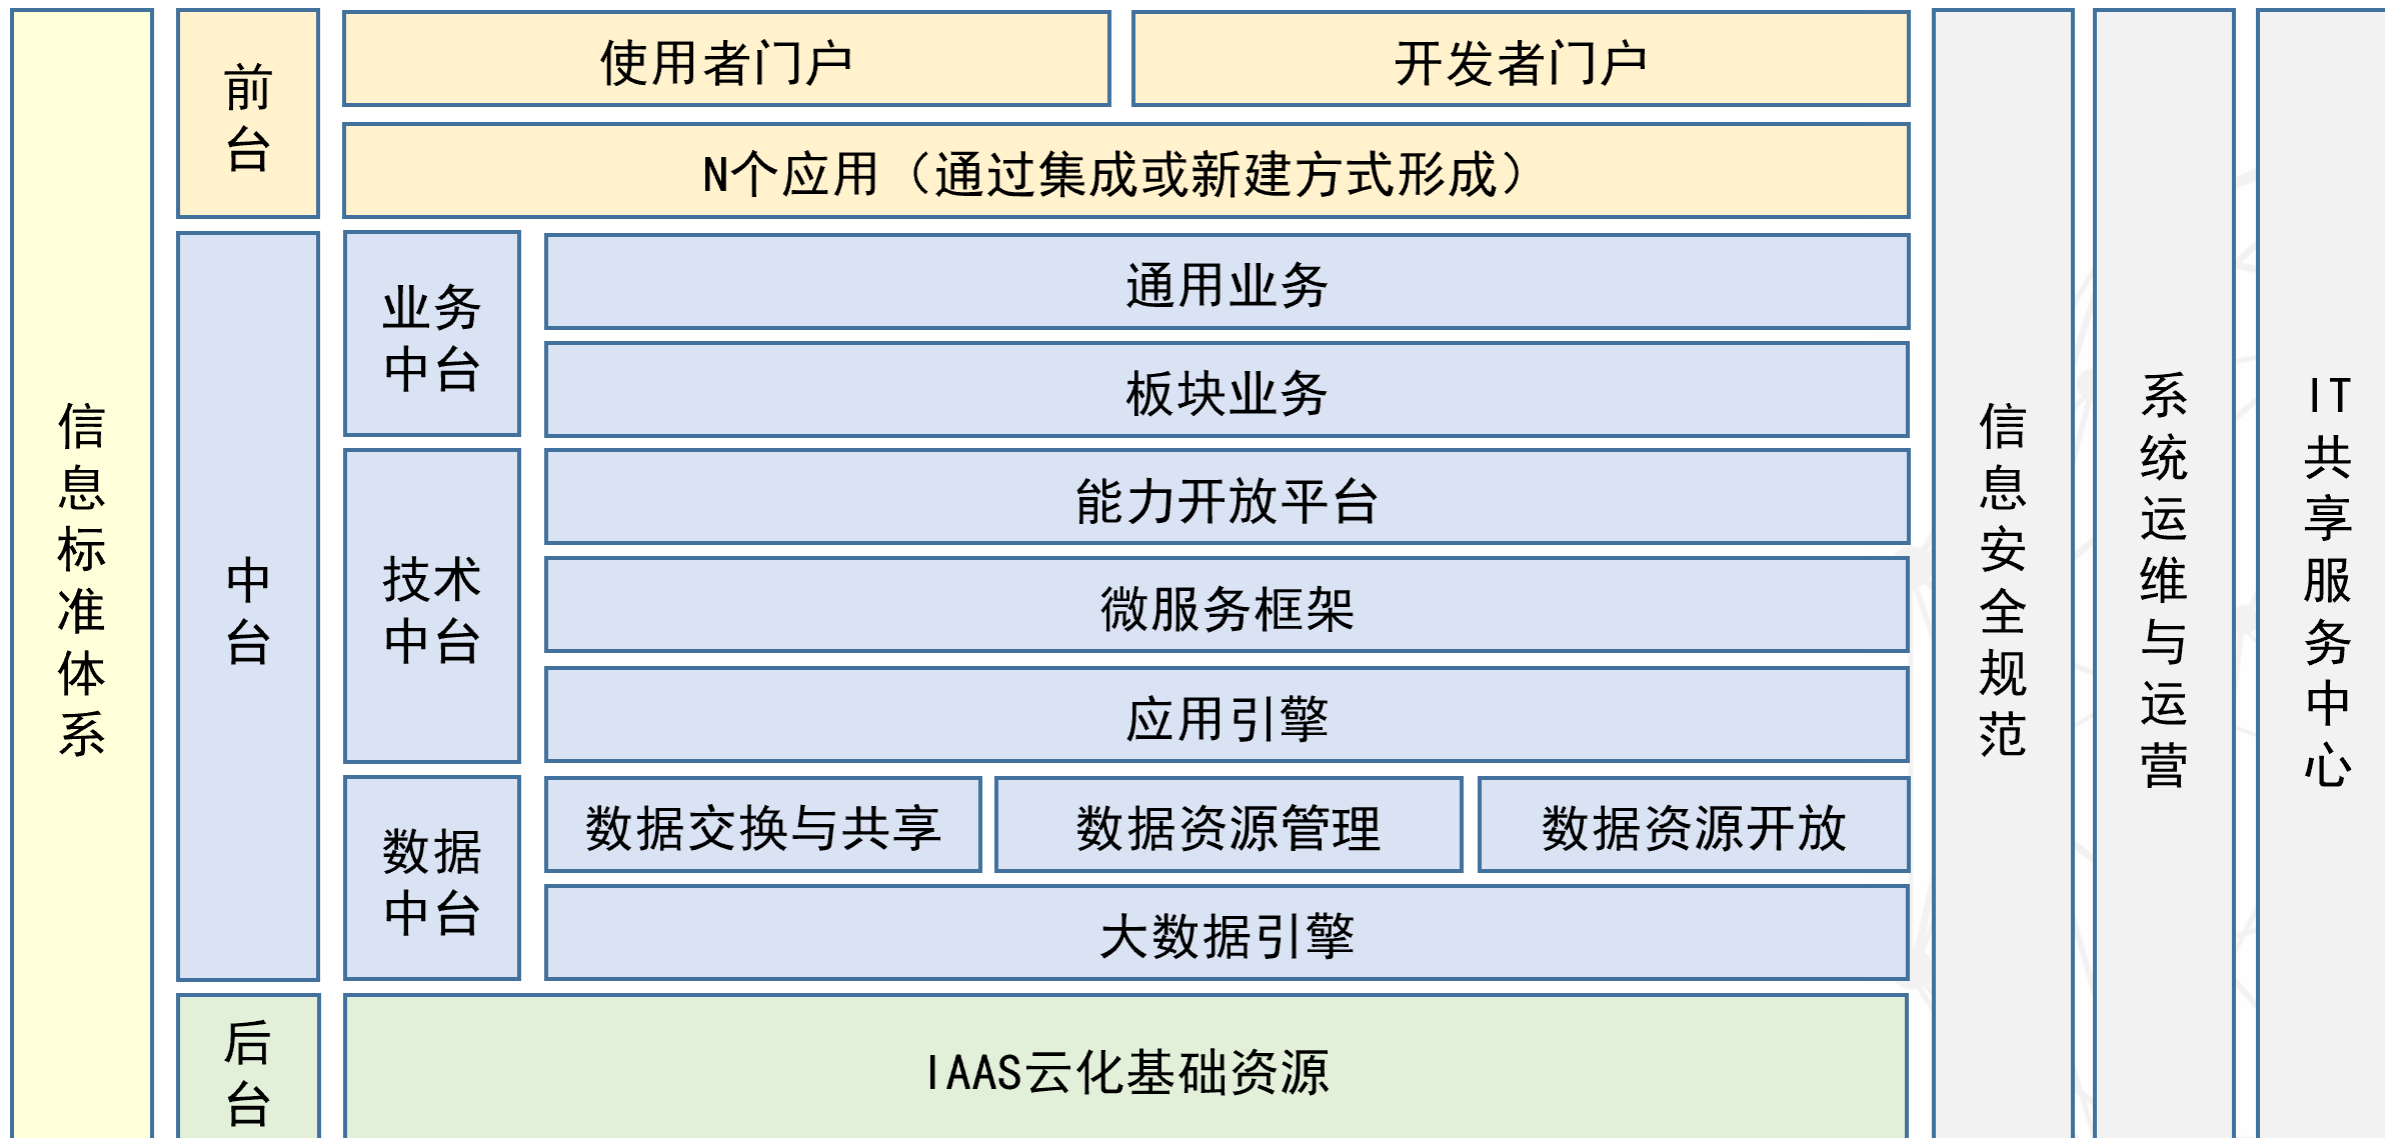 信息标准体系
前台
使用者门户
开发者门户
N个应用（通过集成或新建方式形成）
中台
业务
中台
通用业务
板块业务
技术
中台
能力开放平台
微服务框架
应用引擎
数据
中台
数据交换与共享
数据资源管理
数据资源开放
大数据引擎
后台
IAAS云化基础资源
信息安全规范
系统运维与运营
IT共享服务中心